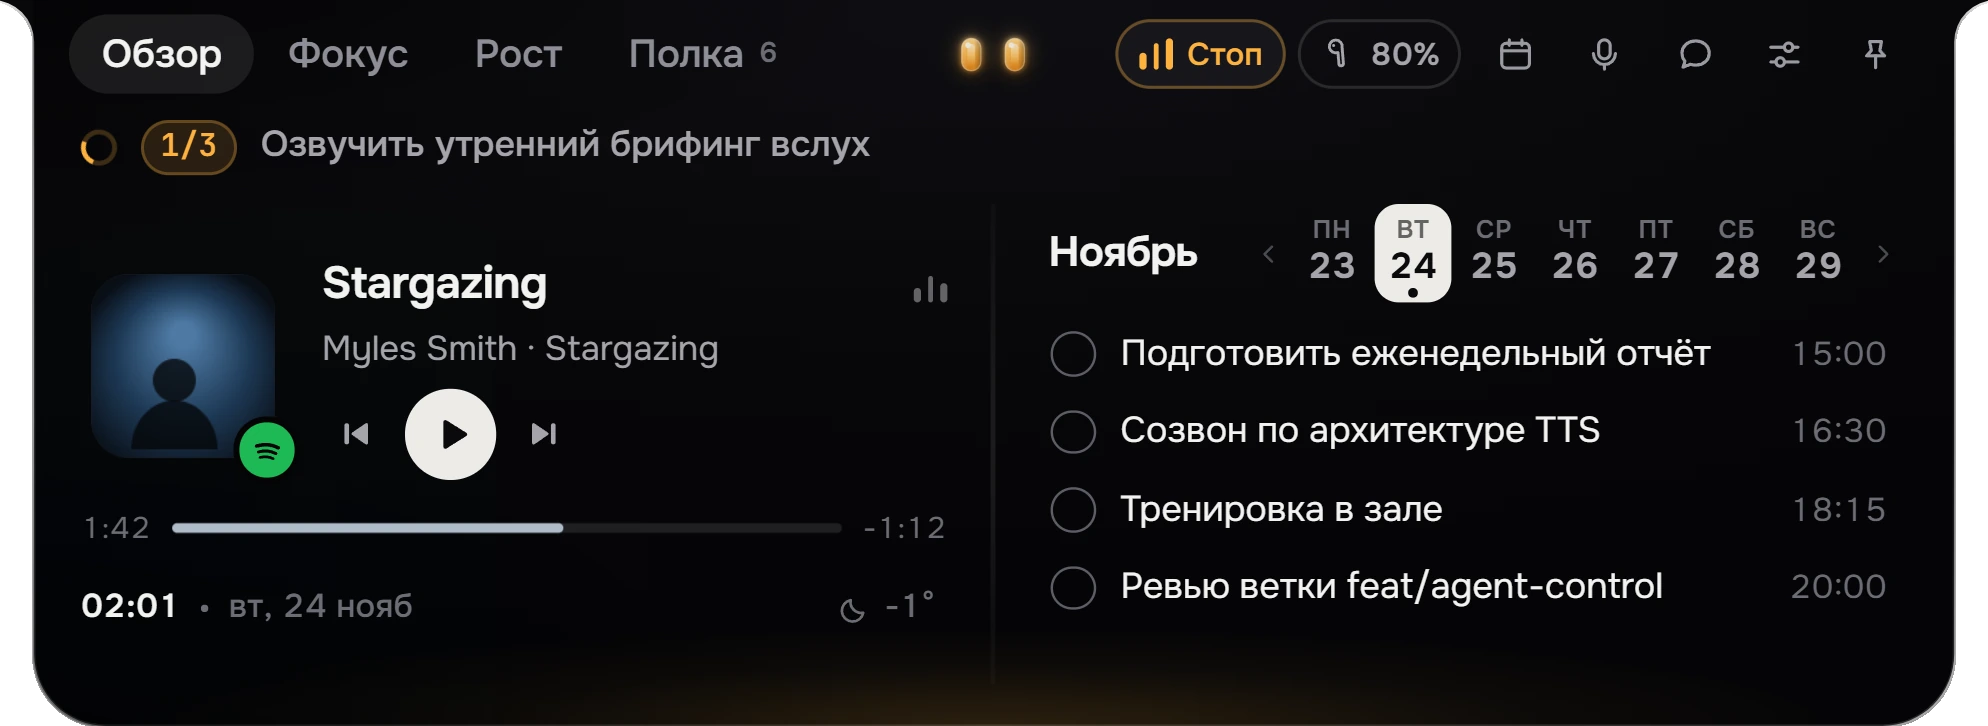 Обзор Фокус Рост Полка 6 Стоп 80%
1/3 Озвучить утренний брифинг вслух
Stargazing
Myles Smith · Stargazing
1:42 -1:12
02:01 • вт, 24 нояб -1°
Ноябрь
ПН ВТ СР ЧТ ПТ СБ ВС
23 24 25 26 27 28 29
Подготовить еженедельный отчёт 15:00
Созвон по архитектуре TTS 16:30
Тренировка в зале 18:15
Ревью ветки feat/agent-control 20:00